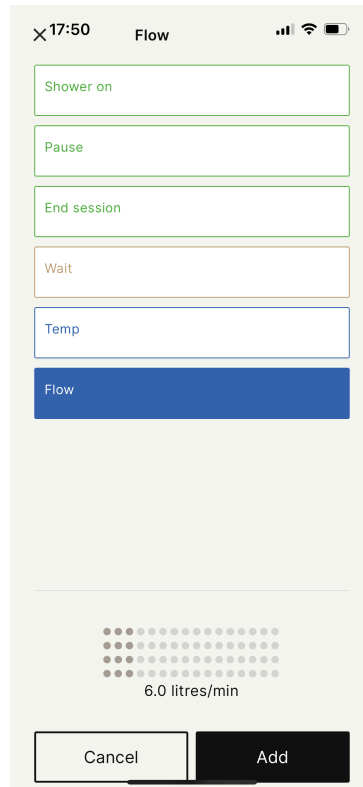 17:50
Flow
Shower on
Pause
End session
Wait
Temp
Flow
6.0 litres/min
Cancel
Add